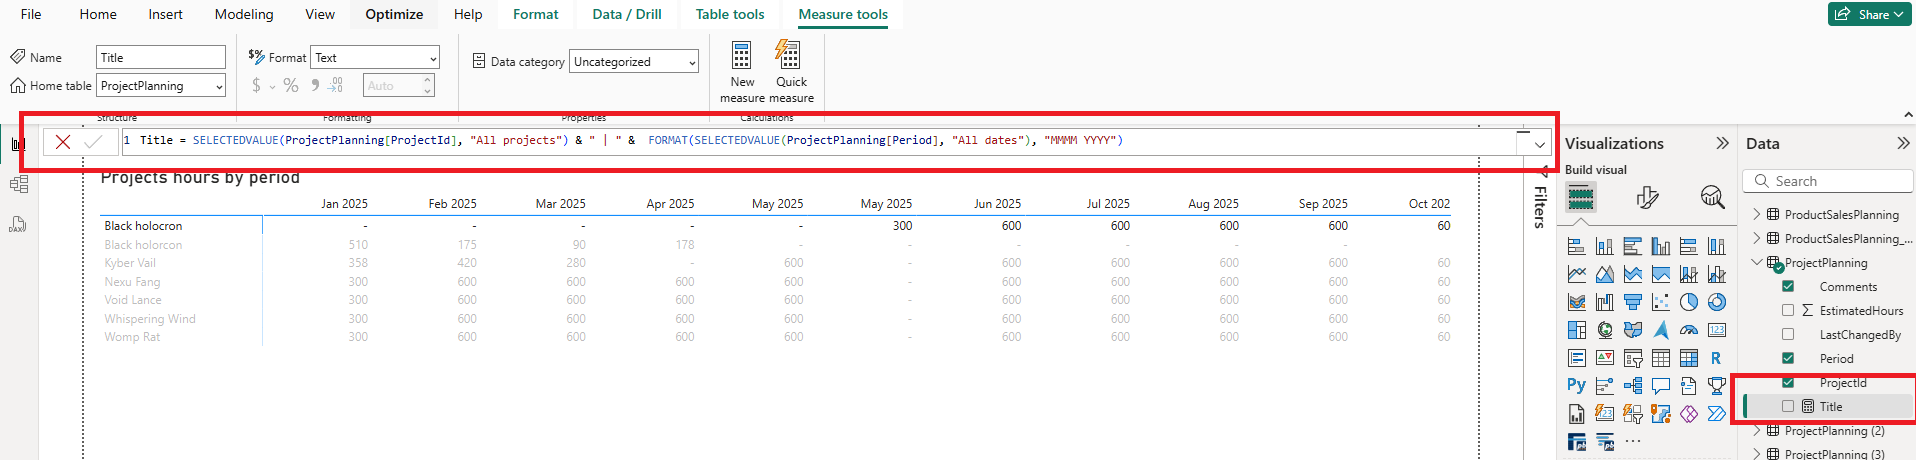 File Home Insert Modeling View Optimize Help Format Data / Drill Table tools Measure tools Share
Name Title
Home table ProjectPlanning
Structure
$% Format Text
$ % , .00 Auto
Formatting
Data category Uncategorized
Properties
New measure
Quick measure
Calculations
1 Title = SELECTEDVALUE(ProjectPlanning[ProjectId], "All projects") & " | " & FORMAT(SELECTEDVALUE(ProjectPlanning[Period], "All dates"), "MMMM YYYY")
DAX
Projects hours by period
Jan 2025 Feb 2025 Mar 2025 Apr 2025 May 2025 May 2025 Jun 2025 Jul 2025 Aug 2025 Sep 2025 Oct 202
Black holocron - - - - - 300 600 600 600 600 60
Black holorcon 510 175 90 178 - - - - - -
Kyber Vail 358 420 280 - 600 - 600 600 600 600 60
Nexu Fang 300 600 600 600 600 - 600 600 600 600 60
Void Lance 300 600 600 600 600 - 600 600 600 600 60
Whispering Wind 300 600 600 600 600 - 600 600 600 600 60
Womp Rat 300 600 600 600 600 - 600 600 600 600 60
Filters
Visualizations
Build visual
123
R
Py
123
...
Data
Search
ProductSalesPlanning
ProductSalesPlanning_...
ProjectPlanning
Comments
∑ EstimatedHours
LastChangedBy
Period
ProjectId
Title
ProjectPlanning (2)
ProjectPlanning (3)